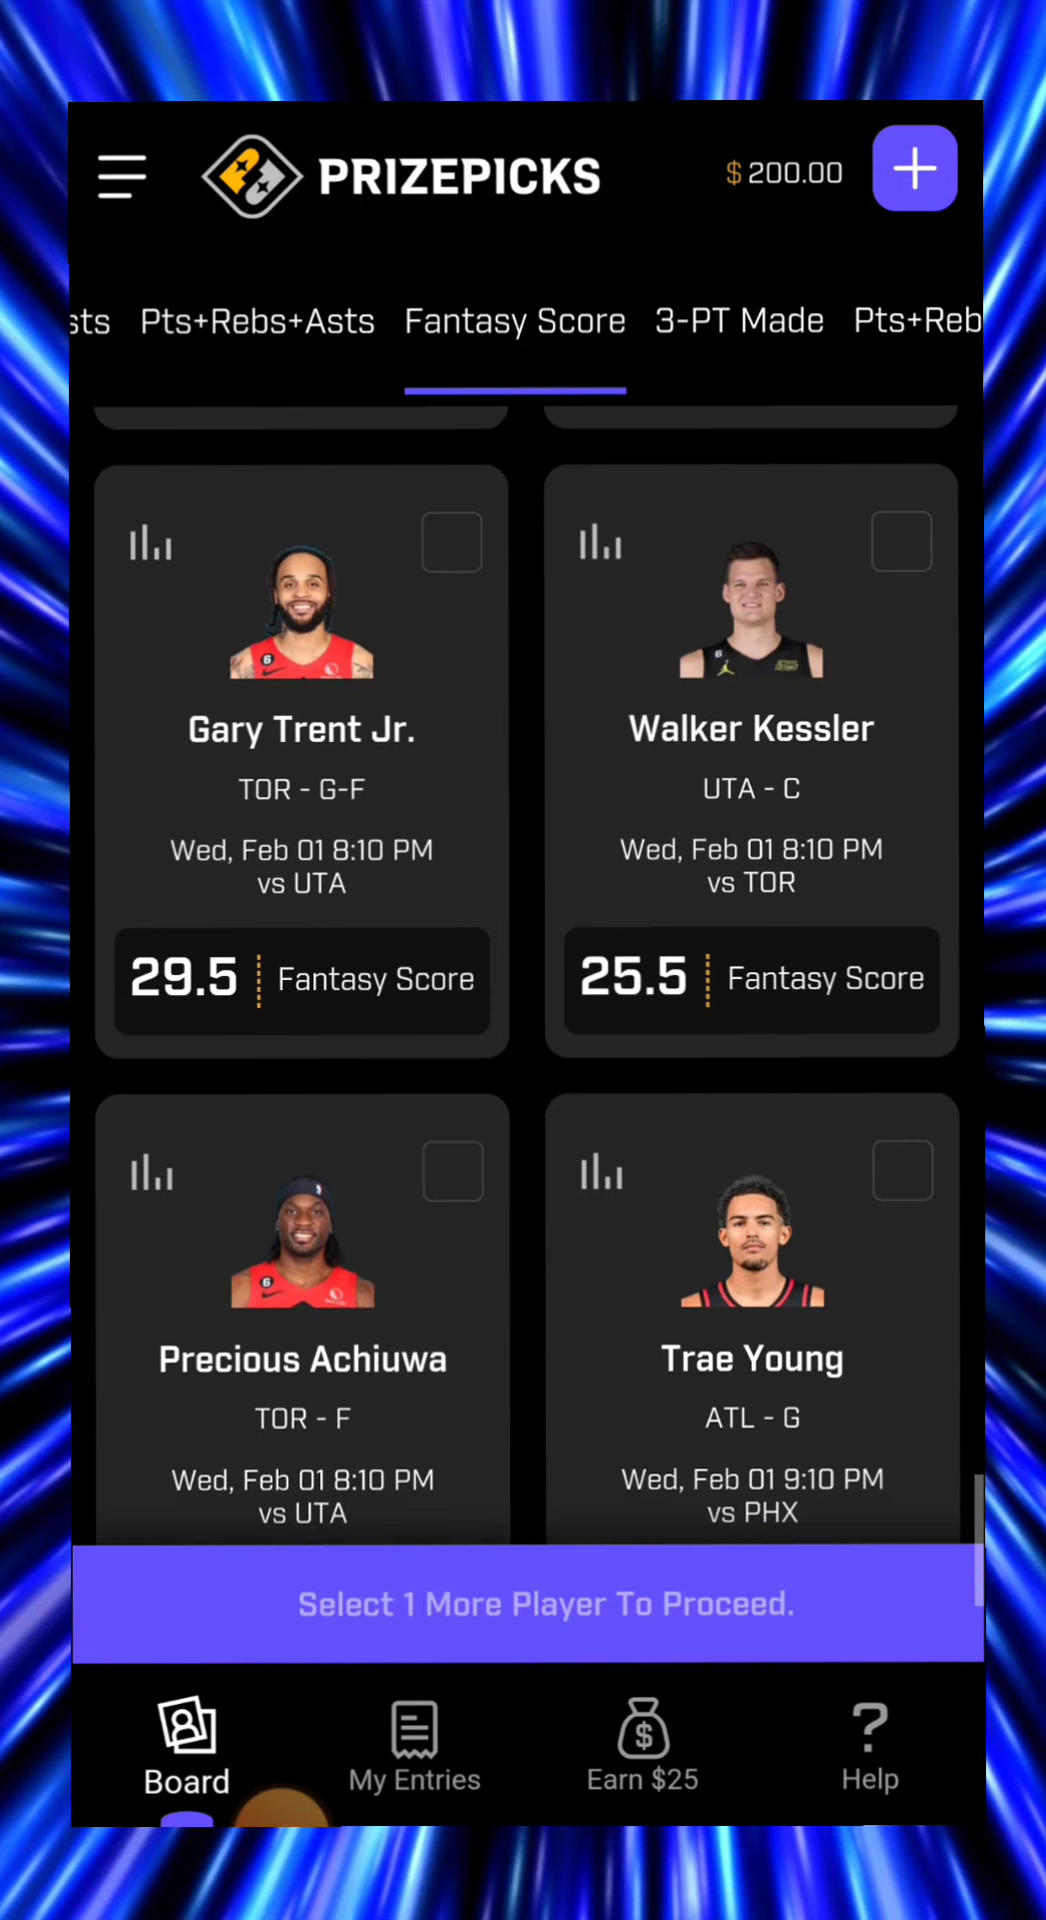 PRIZEPICKS
$ 200.00
sts Pts+Rebs+Asts Fantasy Score 3-PT Made Pts+Reb
Gary Trent Jr.
TOR - G-F
Wed, Feb 01 8:10 PM
vs UTA
29.5 Fantasy Score
Walker Kessler
UTA - C
Wed, Feb 01 8:10 PM
vs TOR
25.5 Fantasy Score
Precious Achiuwa
TOR - F
Wed, Feb 01 8:10 PM
vs UTA
Trae Young
ATL - G
Wed, Feb 01 9:10 PM
vs PHX
Select 1 More Player To Proceed.
Board
My Entries
Earn $25
Help